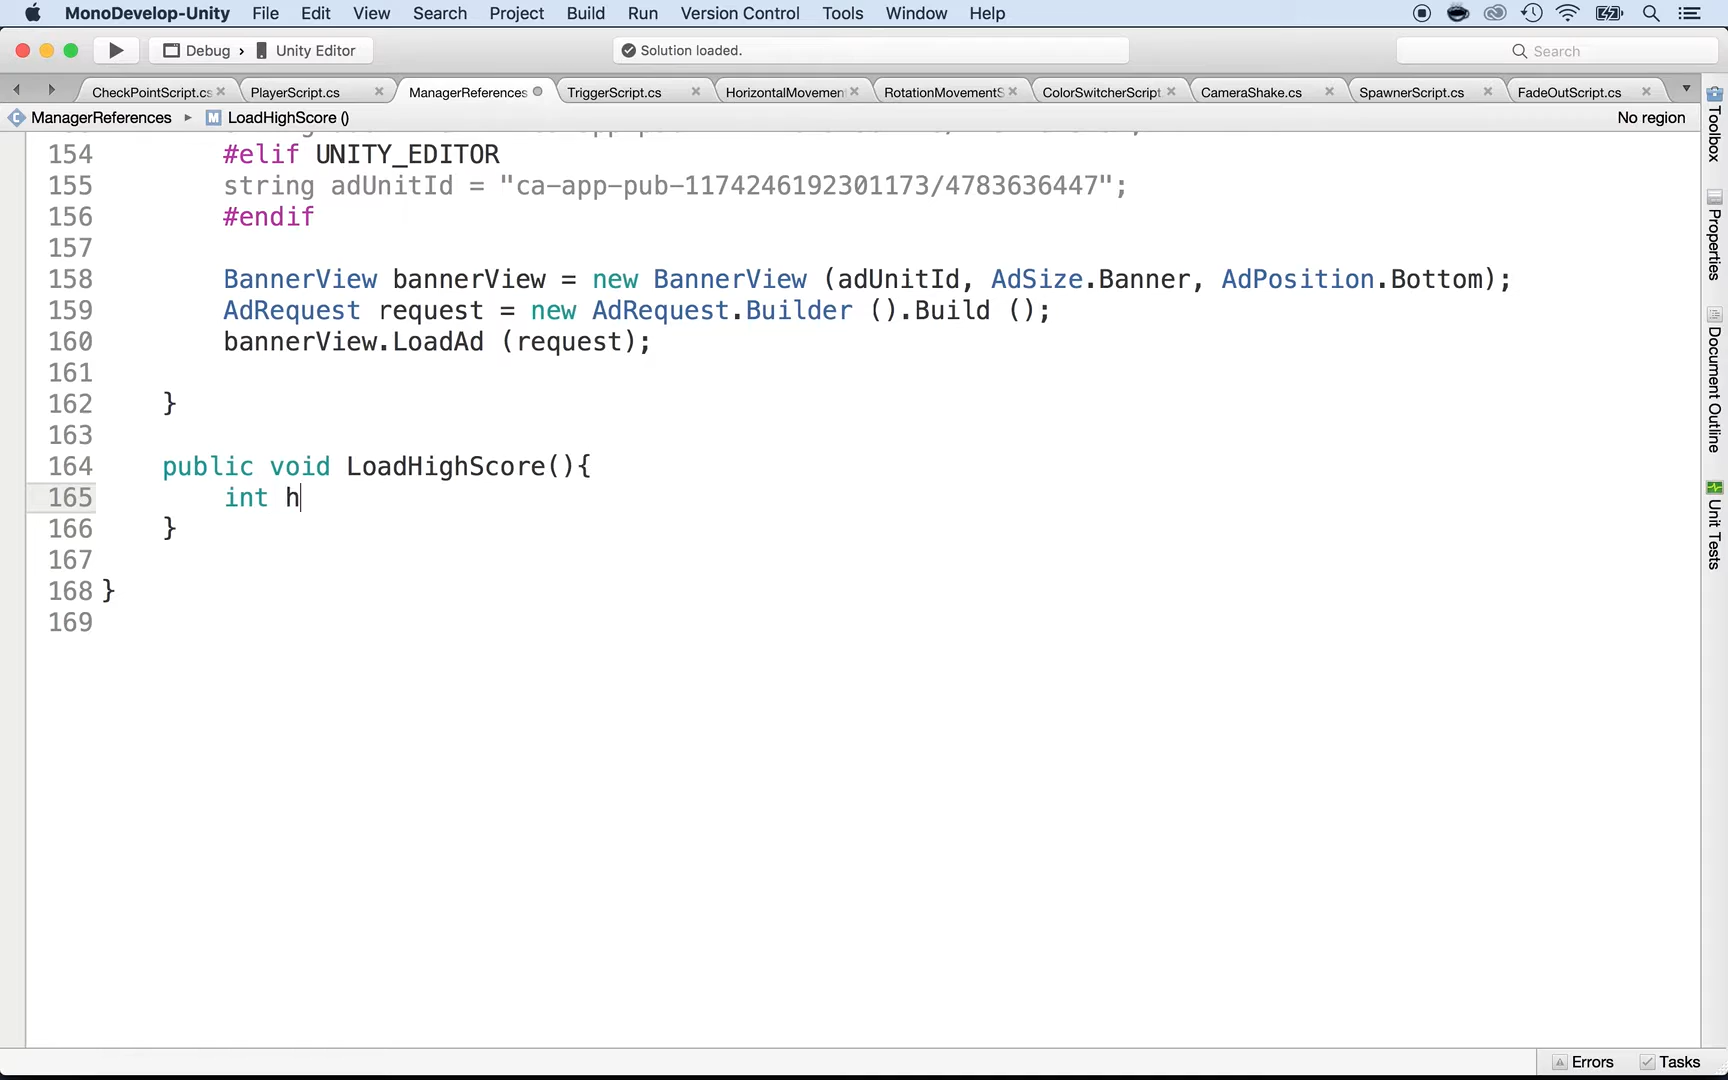 MonoDevelop-Unity File Edit View Search Project Build Run Version Control Tools Window Help
Debug › Unity Editor
Solution loaded.
Search
CheckPointScript.cs PlayerScript.cs ManagerReferences TriggerScript.cs HorizontalMovement RotationMovementS ColorSwitcherScript CameraShake.cs SpawnerScript.cs FadeOutScript.cs
ManagerReferences ▸ M LoadHighScore () No region
154 #elif UNITY_EDITOR
155 string adUnitId = "ca-app-pub-1174246192301173/4783636447";
156 #endif
157
158 BannerView bannerView = new BannerView (adUnitId, AdSize.Banner, AdPosition.Bottom);
159 AdRequest request = new AdRequest.Builder ().Build ();
160 bannerView.LoadAd (request);
161
162 }
163
164 public void LoadHighScore(){
165 int h
166 }
167
168 }
169
Toolbox
Properties
Document Outline
Unit Tests
Errors Tasks